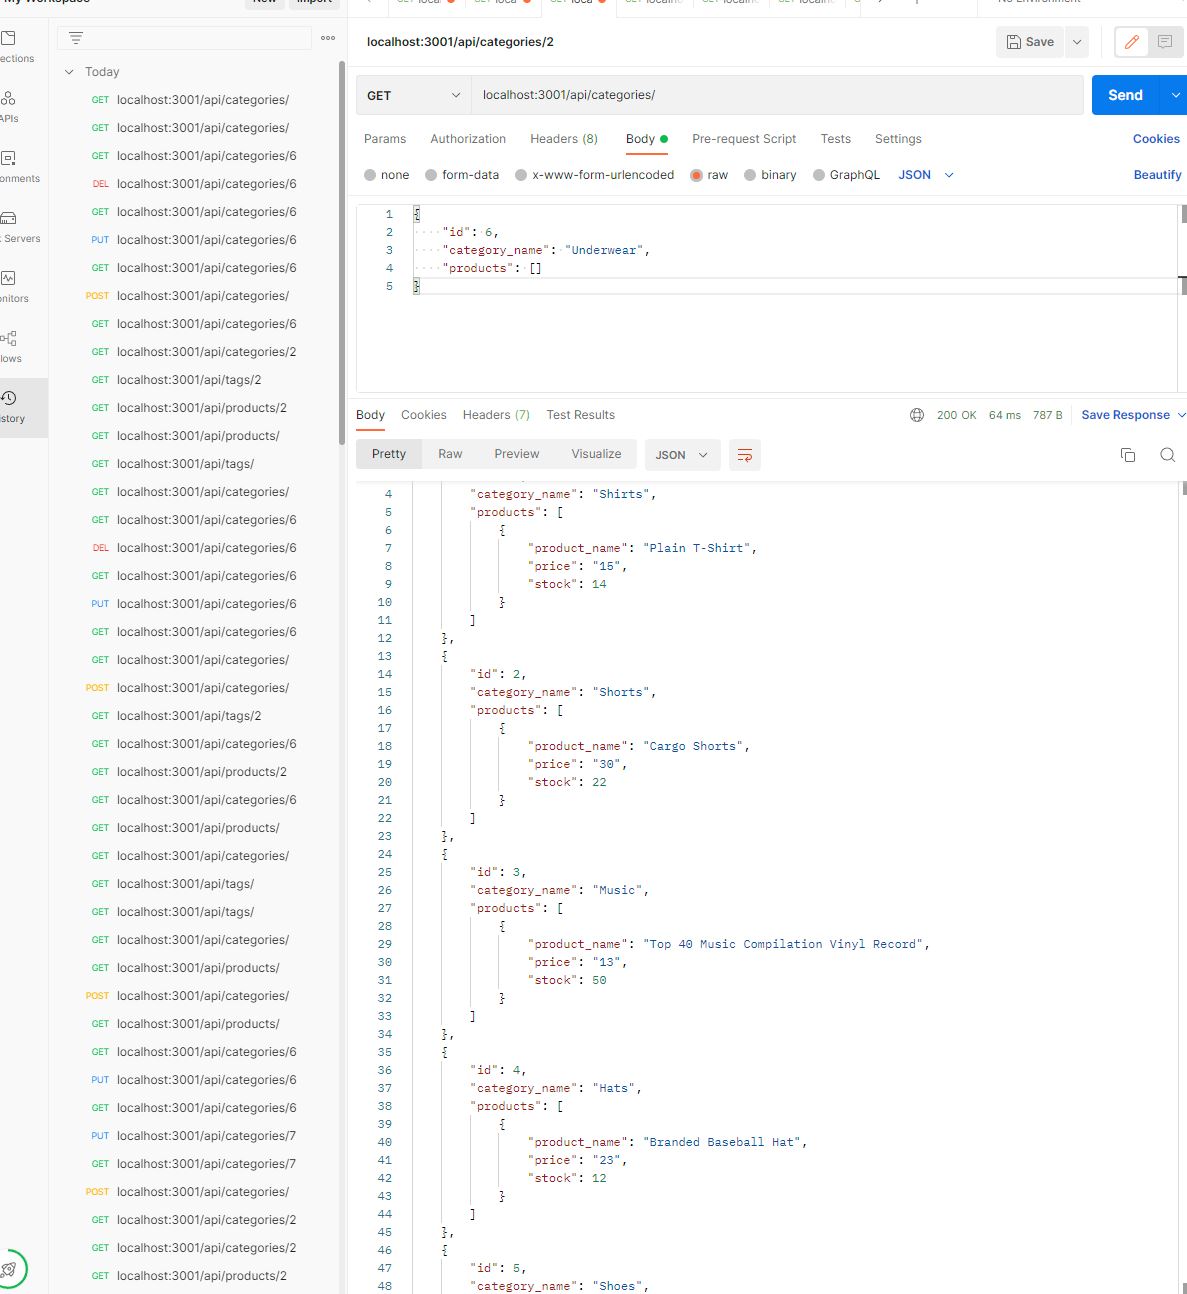 My Workspace
New
Import
No Environment
ections
APIs
onments
Servers
onitors
lows
story
Today
GET localhost:3001/api/categories/
GET localhost:3001/api/categories/
GET localhost:3001/api/categories/6
DEL localhost:3001/api/categories/6
GET localhost:3001/api/categories/6
PUT localhost:3001/api/categories/6
GET localhost:3001/api/categories/6
POST localhost:3001/api/categories/
GET localhost:3001/api/categories/6
GET localhost:3001/api/categories/2
GET localhost:3001/api/tags/2
GET localhost:3001/api/products/2
GET localhost:3001/api/products/
GET localhost:3001/api/tags/
GET localhost:3001/api/categories/
GET localhost:3001/api/categories/6
DEL localhost:3001/api/categories/6
GET localhost:3001/api/categories/6
PUT localhost:3001/api/categories/6
GET localhost:3001/api/categories/6
GET localhost:3001/api/categories/
POST localhost:3001/api/categories/
GET localhost:3001/api/tags/2
GET localhost:3001/api/categories/6
GET localhost:3001/api/products/2
GET localhost:3001/api/categories/6
GET localhost:3001/api/products/
GET localhost:3001/api/categories/
GET localhost:3001/api/tags/
GET localhost:3001/api/tags/
GET localhost:3001/api/categories/
GET localhost:3001/api/products/
POST localhost:3001/api/categories/
GET localhost:3001/api/products/
GET localhost:3001/api/categories/6
PUT localhost:3001/api/categories/6
GET localhost:3001/api/categories/6
PUT localhost:3001/api/categories/7
GET localhost:3001/api/categories/7
POST localhost:3001/api/categories/
GET localhost:3001/api/categories/2
GET localhost:3001/api/categories/2
GET localhost:3001/api/products/2
localhost:3001/api/categories/2
Save
GET localhost:3001/api/categories/
Send
Params Authorization Headers (8) Body Pre-request Script Tests Settings Cookies
none form-data x-www-form-urlencoded raw binary GraphQL JSON Beautify
1 {
2 "id": 6,
3 "category_name": "Underwear",
4 "products": []
5 }
Body Cookies Headers (7) Test Results 200 OK 64 ms 787 B Save Response
Pretty Raw Preview Visualize JSON
4 "category_name": "Shirts",
5 "products": [
6 {
7 "product_name": "Plain T-Shirt",
8 "price": "15",
9 "stock": 14
10 }
11 ]
12 },
13 {
14 "id": 2,
15 "category_name": "Shorts",
16 "products": [
17 {
18 "product_name": "Cargo Shorts",
19 "price": "30",
20 "stock": 22
21 }
22 ]
23 },
24 {
25 "id": 3,
26 "category_name": "Music",
27 "products": [
28 {
29 "product_name": "Top 40 Music Compilation Vinyl Record",
30 "price": "13",
31 "stock": 50
32 }
33 ]
34 },
35 {
36 "id": 4,
37 "category_name": "Hats",
38 "products": [
39 {
40 "product_name": "Branded Baseball Hat",
41 "price": "23",
42 "stock": 12
43 }
44 ]
45 },
46 {
47 "id": 5,
48 "category_name": "Shoes",